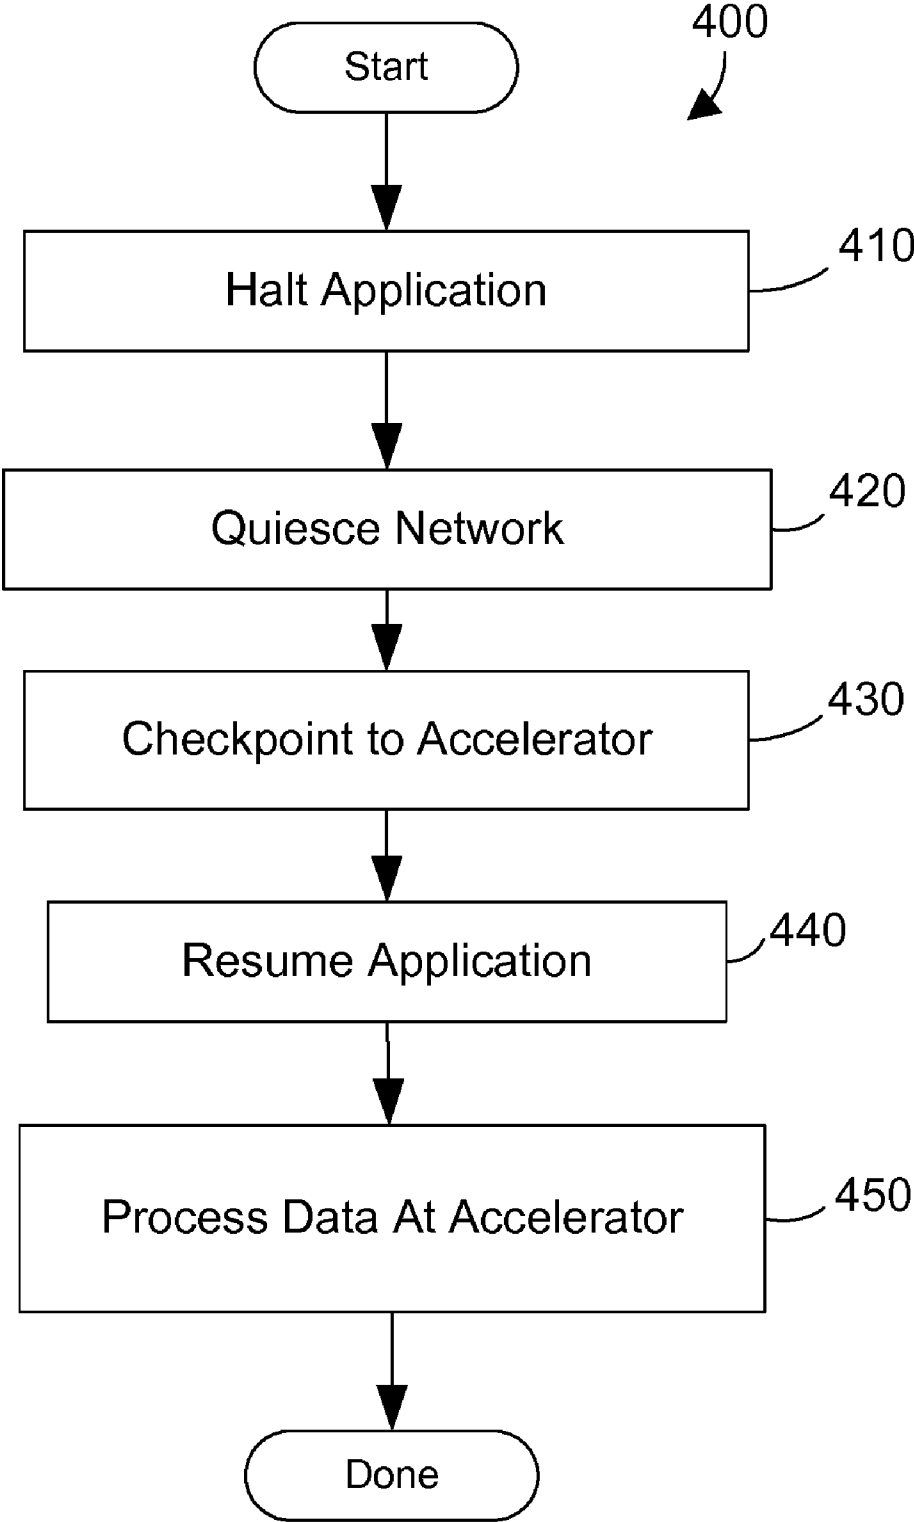 400
Start
410
Halt Application
420
Quiesce Network
430
Checkpoint to Accelerator
440
Resume Application
450
Process Data At Accelerator
Done